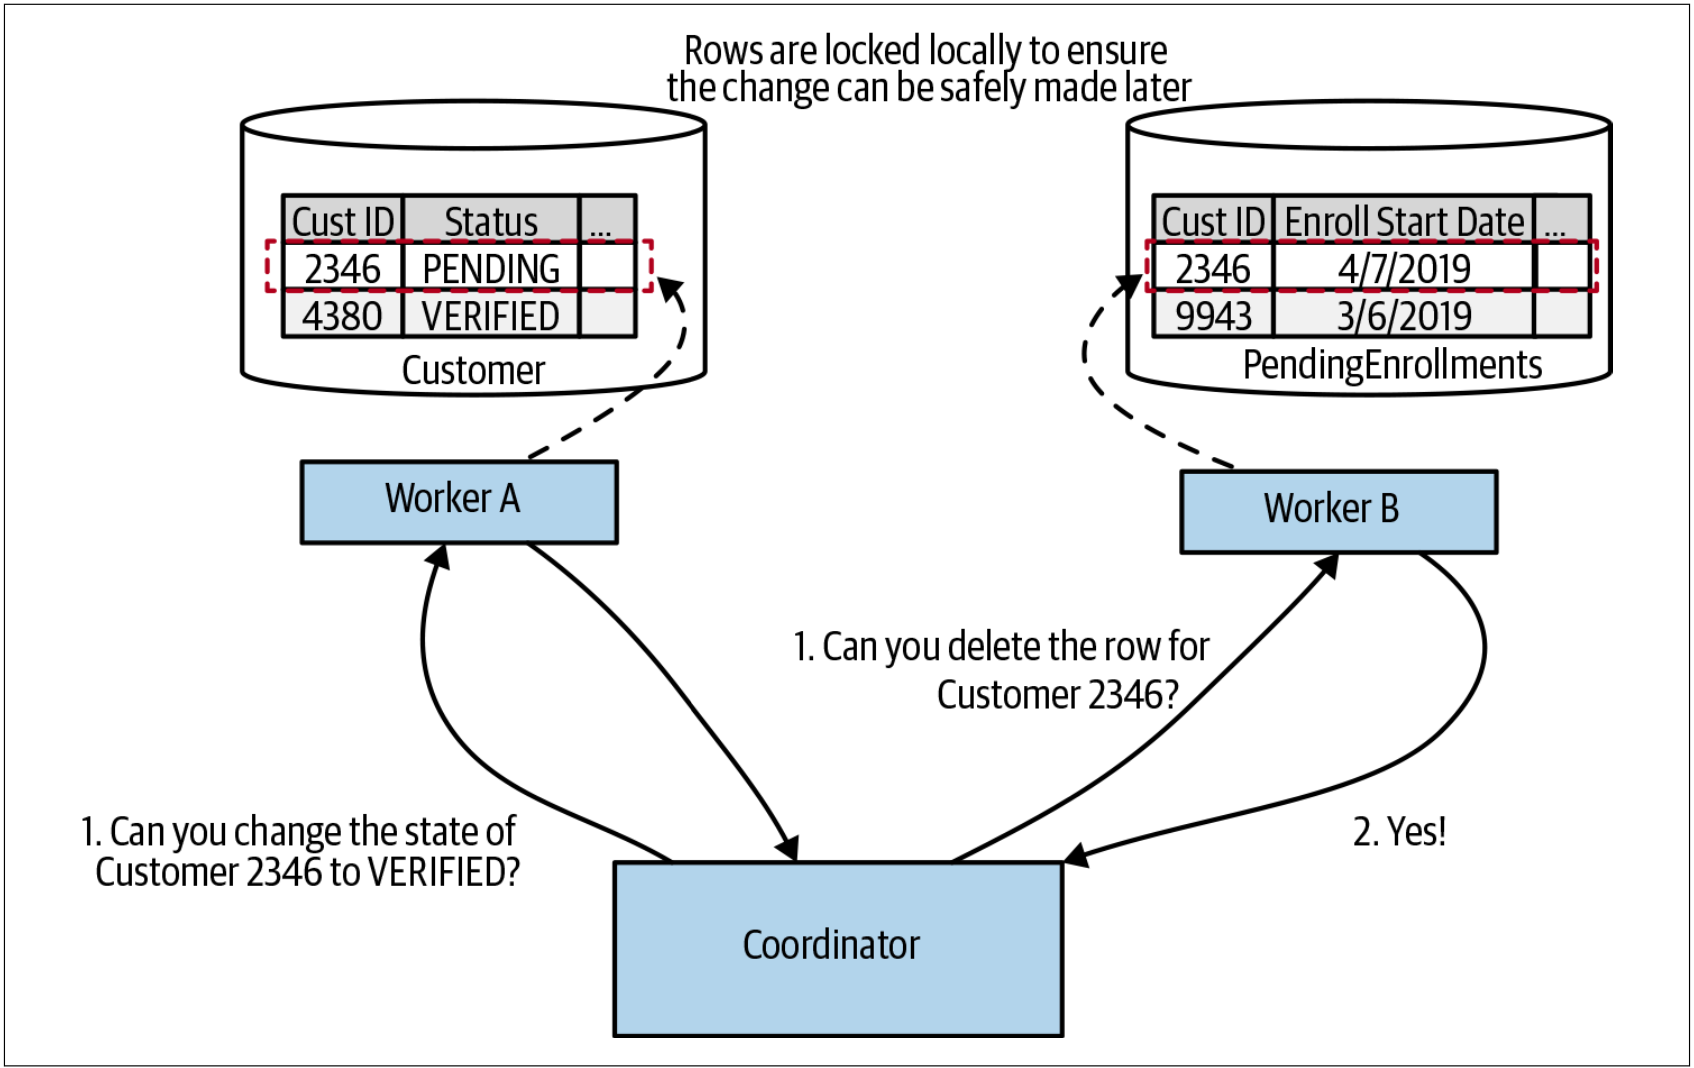 Rows are locked locally to ensure
the change can be safely made later
Cust ID Status ...
2346 PENDING
4380 VERIFIED
Customer
Cust ID Enroll Start Date ...
2346 4/7/2019
9943 3/6/2019
PendingEnrollments
Worker A
Worker B
1. Can you delete the row for
Customer 2346?
1. Can you change the state of
Customer 2346 to VERIFIED?
2. Yes!
Coordinator